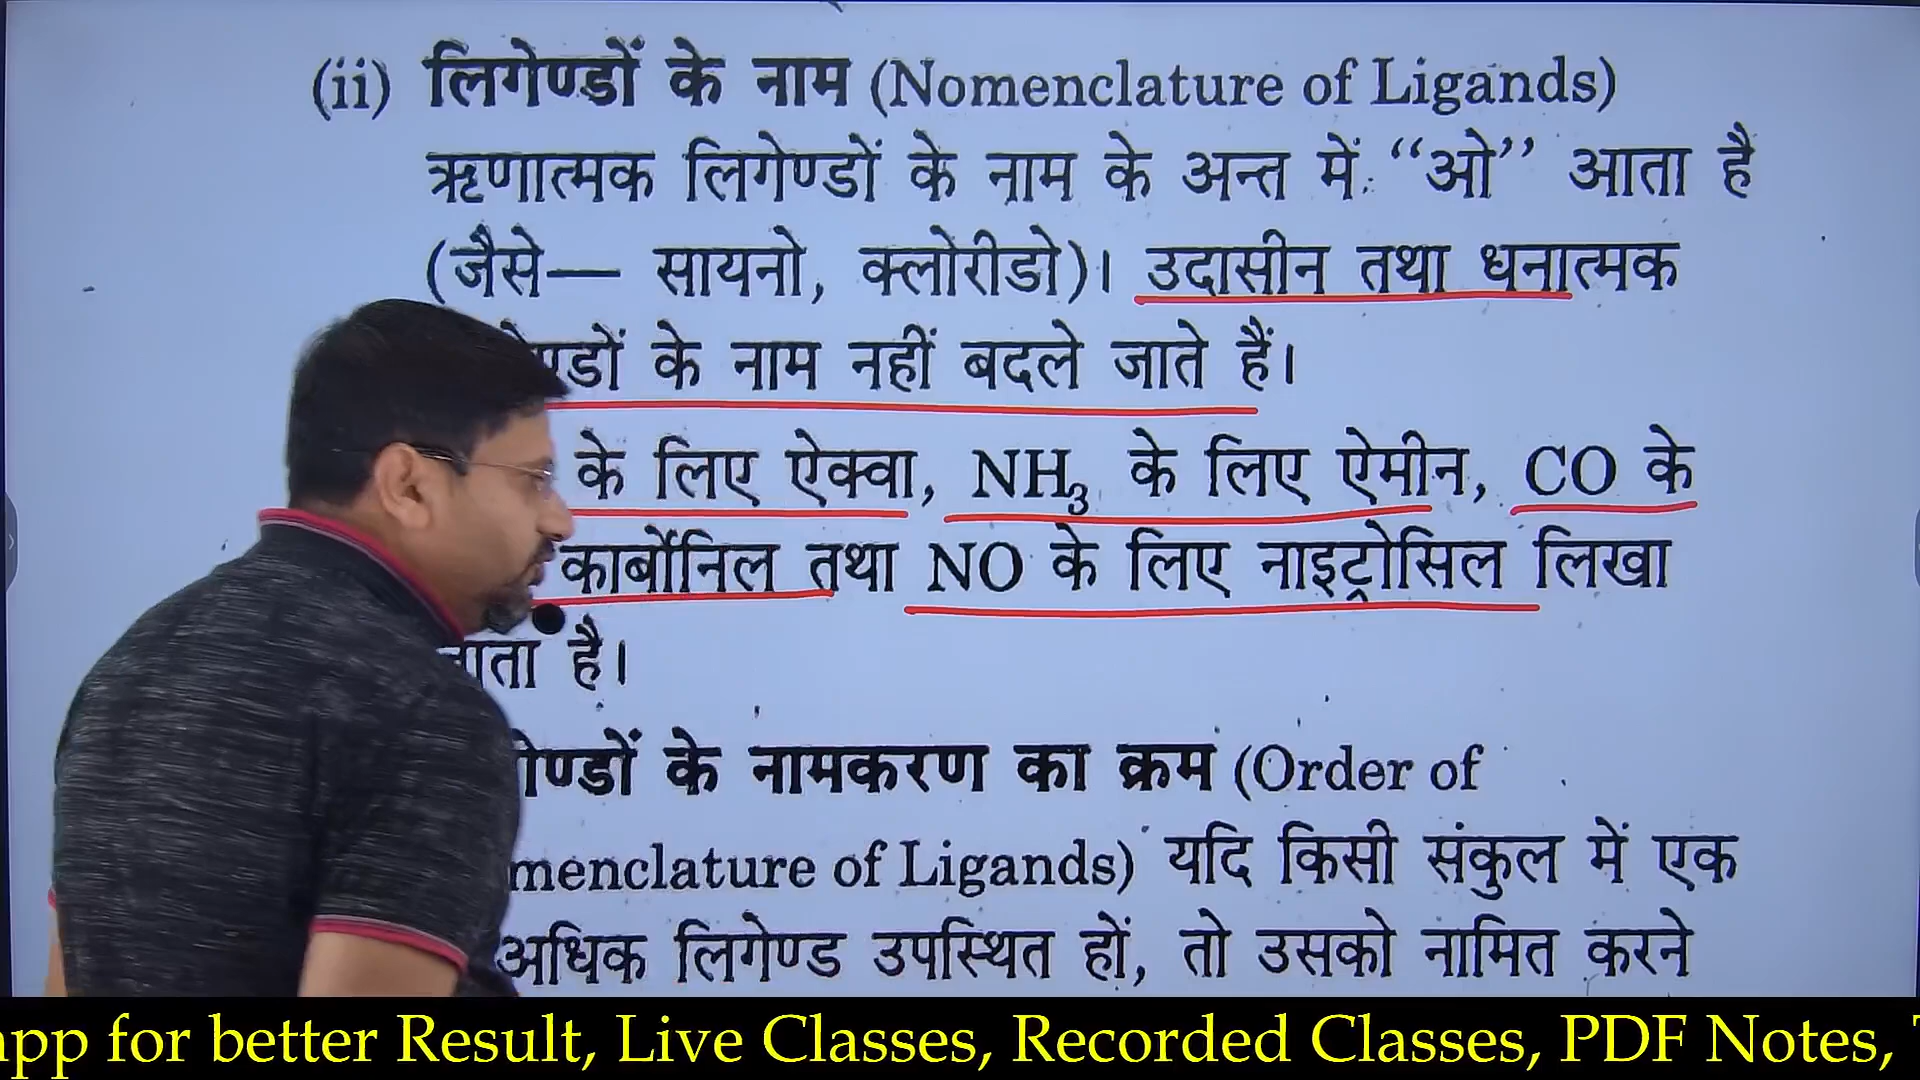 (ii) लिगेण्डों के नाम (Nomenclature of Ligands)
ऋणात्मक लिगेण्डों के नाम के अन्त में “ओ” आता है
(जैसे— सायनो, क्लोरीडो)। उदासीन तथा धनात्मक
के नाम नहीं बदले जाते हैं।
के लिए ऐक्वा, NH₃ के लिए ऐमीन, CO के
कार्बोनिल तथा NO के लिए नाइट्रोसिल लिखा
है।
के नामकरण का क्रम (Order of
menclature of Ligands) यदि किसी संकुल में एक
अधिक लिगेण्ड उपस्थित हों, तो उसको नामित करने
app for better Result, Live Classes, Recorded Classes, PDF Notes,